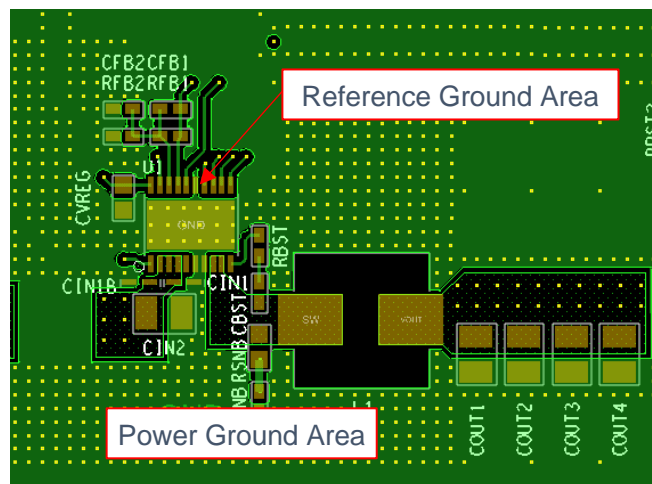 CFB2CFB1
RFB2RFB1
Reference Ground Area
U1
CVREG
GND
RBST
CIN1B
CIN1
CBST
SW
VOUT
CIN2
RSNB
L1
Power Ground Area
COUT1
COUT2
COUT3
COUT4